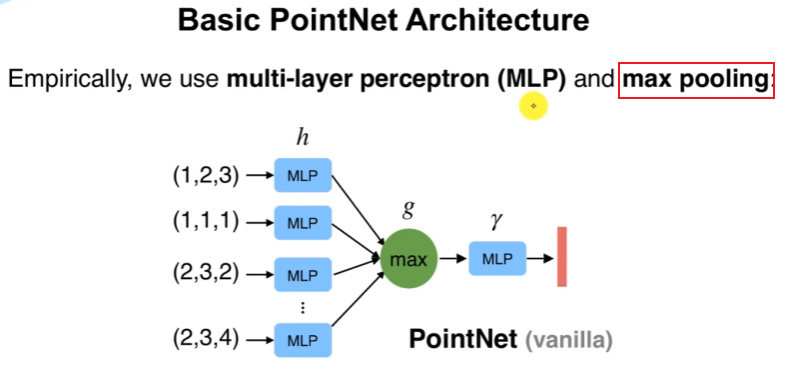 Basic PointNet Architecture
Empirically, we use multi-layer perceptron (MLP) and max pooling:
h
(1,2,3) MLP
(1,1,1) MLP
g
γ
(2,3,2) MLP
max
MLP
⋮
(2,3,4) MLP
PointNet (vanilla)